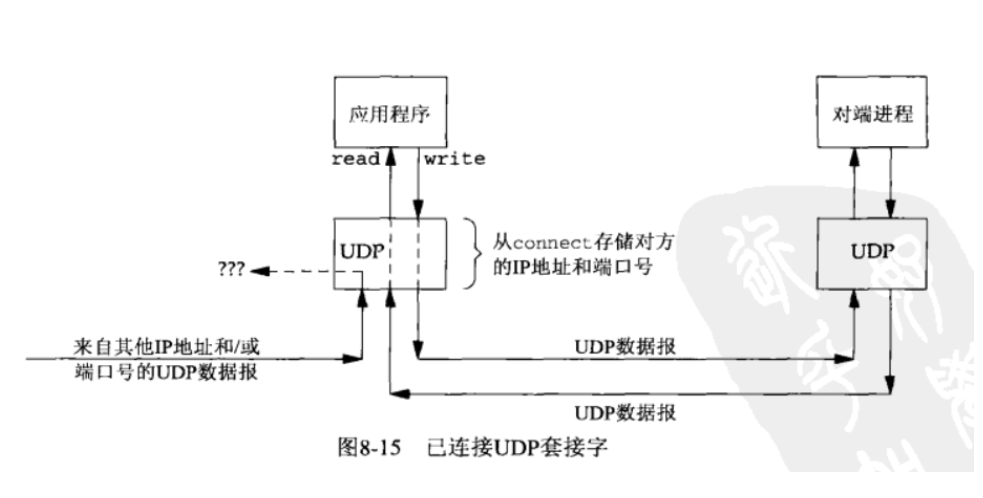 应用程序
对端进程
read
write
UDP
从connect存储对方
的IP地址和端口号
UDP
???
来自其他IP地址和/或
端口号的UDP数据报
UDP数据报
UDP数据报
图8-15 已连接UDP套接字